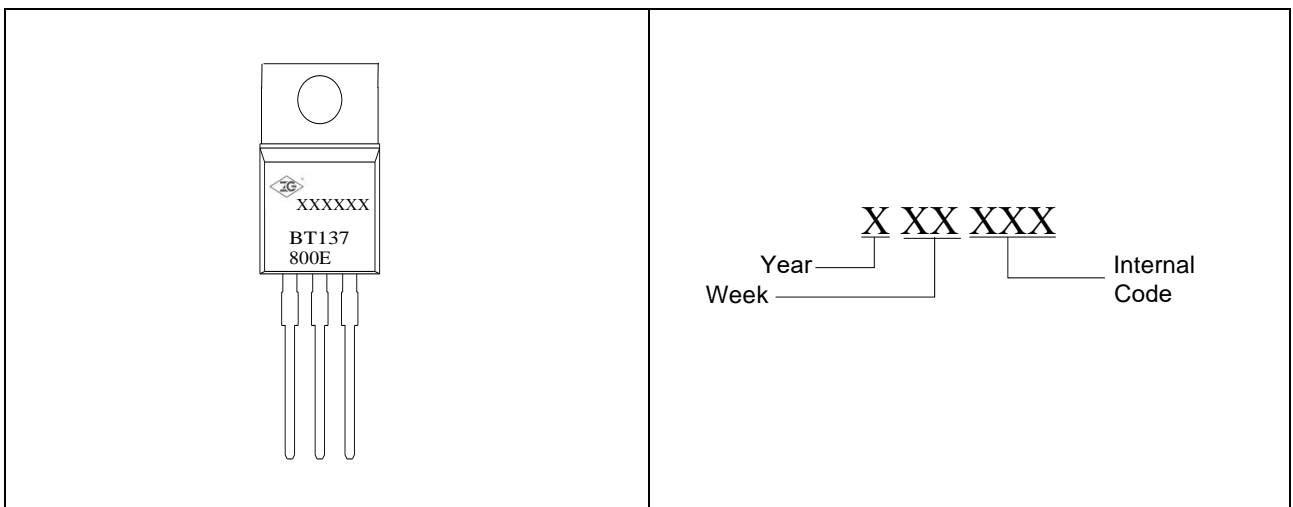 XXXXXX
BT137
800E
X XX XXX
Year
Week
Internal
Code